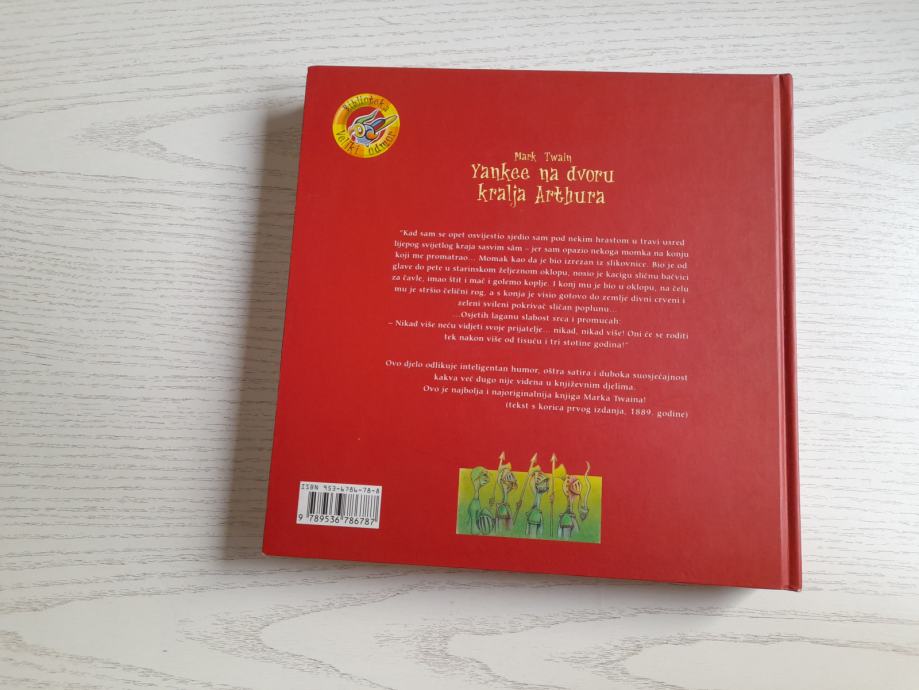 Biblioteka
Veliki odmor
Mark Twain
Yankee na dvoru
kralja Arthura
"Kad sam se opet osvijestio sjedio sam pod nekim hrastom u travi usred
lijepog svijetlog kraja sasvim sâm – jer sam opazio nekoga momka na konju
koji me promatrao... Momak kao da je bio izrezan iz slikovnice. Bio je od
glave do pete u starinskom željeznom oklopu, nosio je kacigu sličnu bačvici
za čavle, imao štit i mač i golemo koplje. I konj mu je bio u oklopu, na čelu
mu je stršio čelični rog, a s konja je visio gotovo do zemlje divni crveni i
zeleni svileni pokrivač sličan poplunu...
...Osjetih laganu slabost srca i promucah:
– Nikad više neću vidjeti svoje prijatelje... nikad, nikad više! Oni će se roditi
tek nakon više od tisuću i tri stotine godina!"
Ovo djelo odlikuje inteligentan humor, oštra satira i duboka suosjećajnost
kakva već dugo nije viđena u književnim djelima.
Ovo je najbolja i najoriginalnija knjiga Marka Twaina!
(tekst s korica prvog izdanja, 1889. godine)
ISBN 953-6786-78-8
9 789536 786787